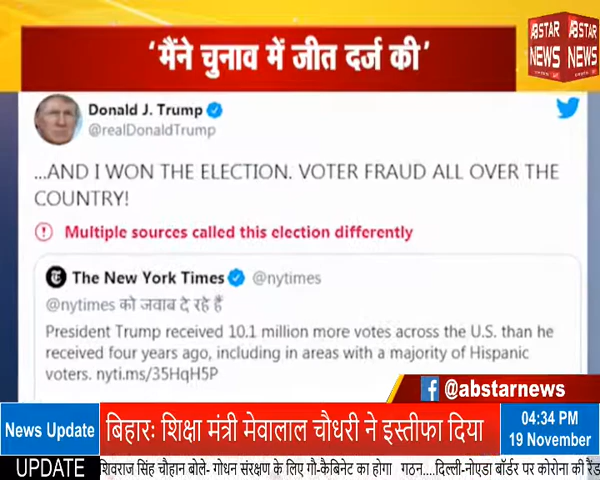 'मैंने चुनाव में जीत दर्ज की'
ABSTAR NEWS
ABSTAR NEWS
Donald J. Trump
@realDonaldTrump
...AND I WON THE ELECTION. VOTER FRAUD ALL OVER THE
COUNTRY!
Multiple sources called this election differently
The New York Times @nytimes
@nytimes को जवाब दे रहे हैं
President Trump received 10.1 million more votes across the U.S. than he
received four years ago, including in areas with a majority of Hispanic
voters. nyti.ms/35HqH5P
@abstarnews
News Update
बिहारः शिक्षा मंत्री मेवालाल चौधरी ने इस्तीफा दिया
04:34 PM
19 November
UPDATE
शिवराज सिंह चौहान बोले- गोधन संरक्षण के लिए गौ-कैबिनेट का होगा गठन....दिल्ली-नोएडा बॉर्डर पर कोरोना की रैंड